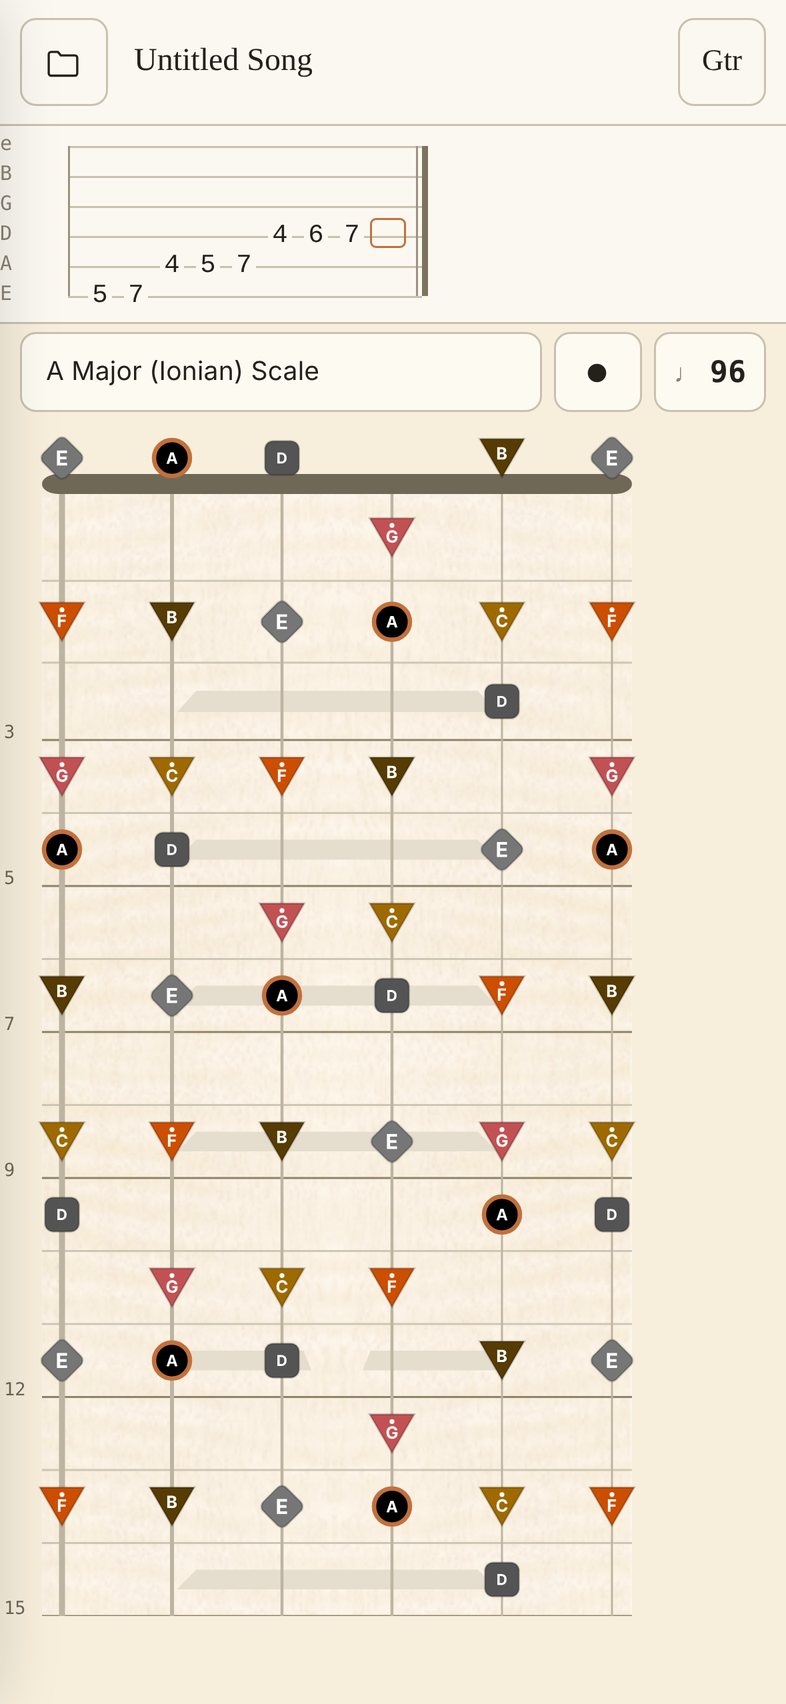 Untitled Song Gtr
e
B
G
D 4 6 7
A 4 5 7
E 5 7
A Major (Ionian) Scale ● ♩ 96
E A D B E
G
F B E A C F
D
3
G C F B G
A D E A
5
G C
B E A D F B
7
C F B E G C
9
D A D
G C F
E A D B E
12
G
F B E A C F
D
15